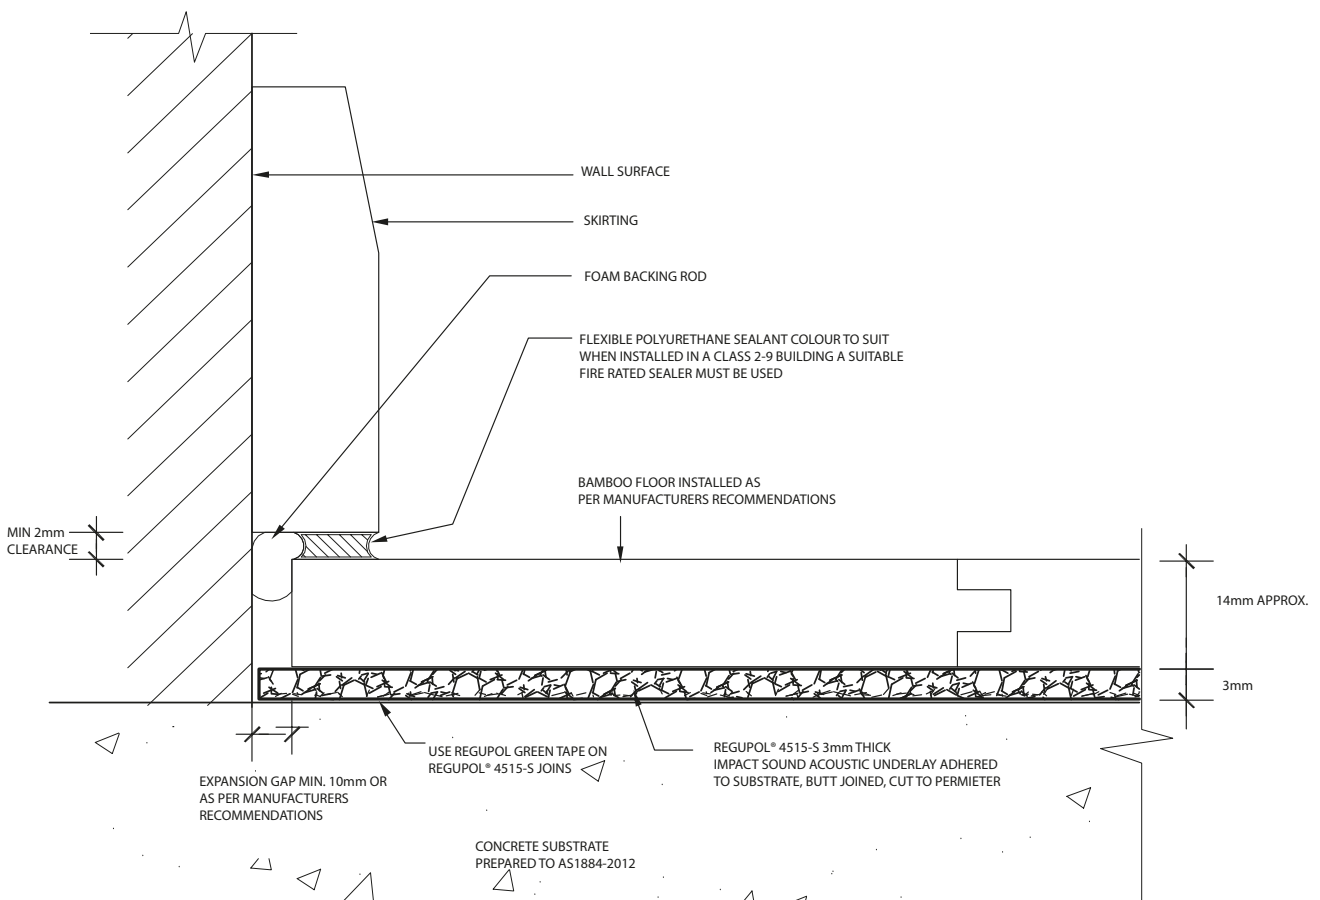 WALL SURFACE
SKIRTING
FOAM BACKING ROD
FLEXIBLE POLYURETHANE SEALANT COLOUR TO SUIT
WHEN INSTALLED IN A CLASS 2-9 BUILDING A SUITABLE
FIRE RATED SEALER MUST BE USED
BAMBOO FLOOR INSTALLED AS
PER MANUFACTURERS RECOMMENDATIONS
MIN 2mm
CLEARANCE
14mm APPROX.
3mm
USE REGUPOL GREEN TAPE ON
REGUPOL® 4515-S JOINS
REGUPOL® 4515-S 3mm THICK
IMPACT SOUND ACOUSTIC UNDERLAY ADHERED
TO SUBSTRATE, BUTT JOINED, CUT TO PERMIETER
EXPANSION GAP MIN. 10mm OR
AS PER MANUFACTURERS
RECOMMENDATIONS
CONCRETE SUBSTRATE
PREPARED TO AS1884-2012